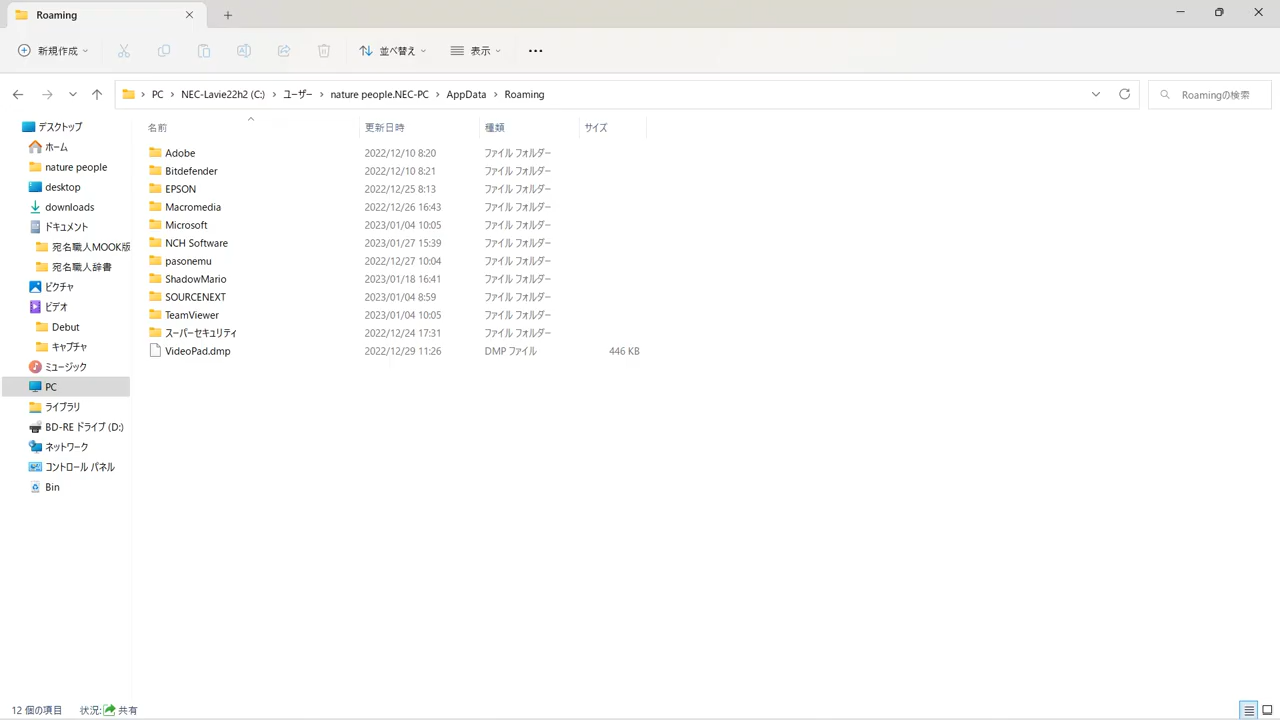 Roaming
新規作成
並べ替え
表示
PC
NEC-Lavie22h2 (C:)
ユーザー
nature people.NEC-PC
AppData
Roaming
Roamingの検索
デスクトップ
ホーム
nature people
desktop
downloads
ドキュメント
宛名職人MOOK版
宛名職人辞書
ピクチャ
ビデオ
Debut
キャプチャ
ミュージック
PC
ライブラリ
BD-RE ドライブ (D:)
ネットワーク
コントロール パネル
Bin
名前 更新日時 種類 サイズ
Adobe 2022/12/10 8:20 ファイル フォルダー
Bitdefender 2022/12/10 8:21 ファイル フォルダー
EPSON 2022/12/25 8:13 ファイル フォルダー
Macromedia 2022/12/26 16:43 ファイル フォルダー
Microsoft 2023/01/04 10:05 ファイル フォルダー
NCH Software 2023/01/27 15:39 ファイル フォルダー
pasonemu 2022/12/27 10:04 ファイル フォルダー
ShadowMario 2023/01/18 16:41 ファイル フォルダー
SOURCENEXT 2023/01/04 8:59 ファイル フォルダー
TeamViewer 2023/01/04 10:05 ファイル フォルダー
スーパーセキュリティ 2022/12/24 17:31 ファイル フォルダー
VideoPad.dmp 2022/12/29 11:26 DMP ファイル 446 KB
12 個の項目 状況: 共有